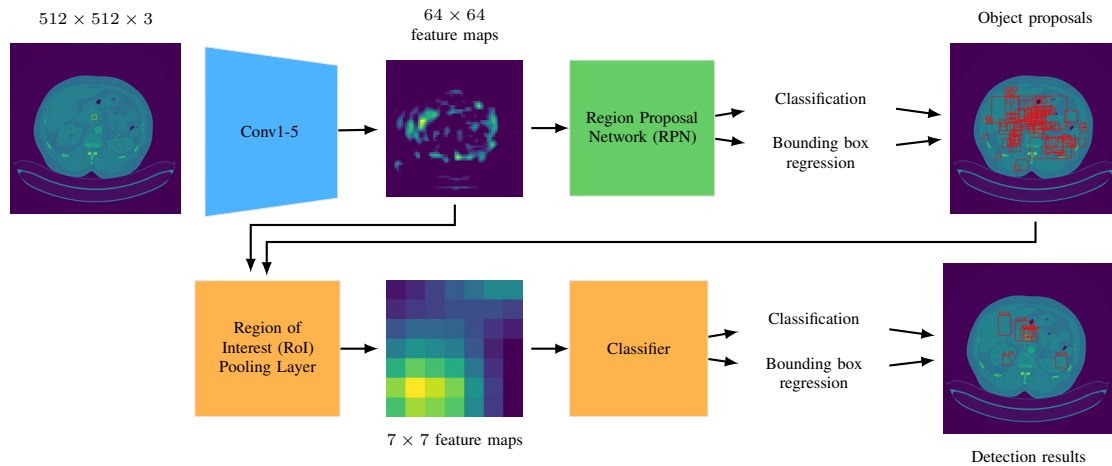 512 × 512 × 3
64 × 64
feature maps
Object proposals
Conv1-5
Region Proposal
Network (RPN)
Classification
Bounding box
regression
Region of
Interest (RoI)
Pooling Layer
Classifier
Classification
Bounding box
regression
7 × 7 feature maps
Detection results